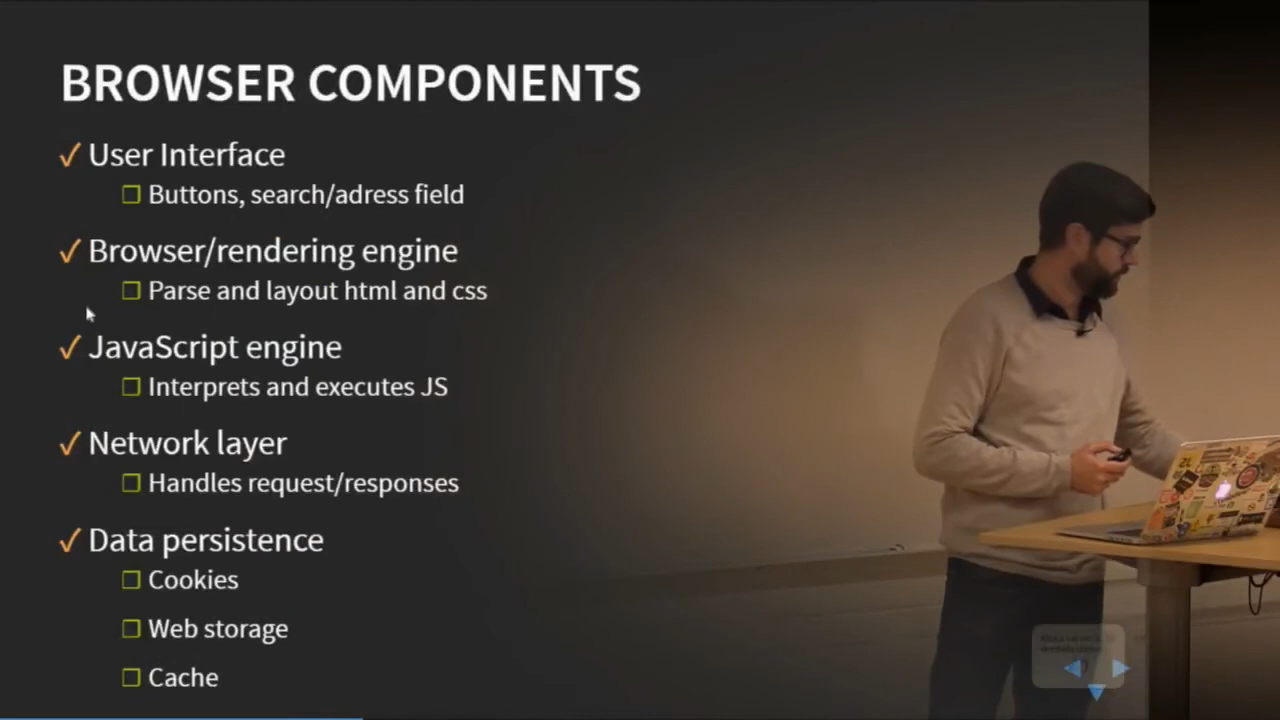 BROWSER COMPONENTS
✓ User Interface
❐ Buttons, search/adress field
✓ Browser/rendering engine
❐ Parse and layout html and css
✓ JavaScript engine
❐ Interprets and executes JS
✓ Network layer
❐ Handles request/responses
✓ Data persistence
❐ Cookies
❐ Web storage
❐ Cache